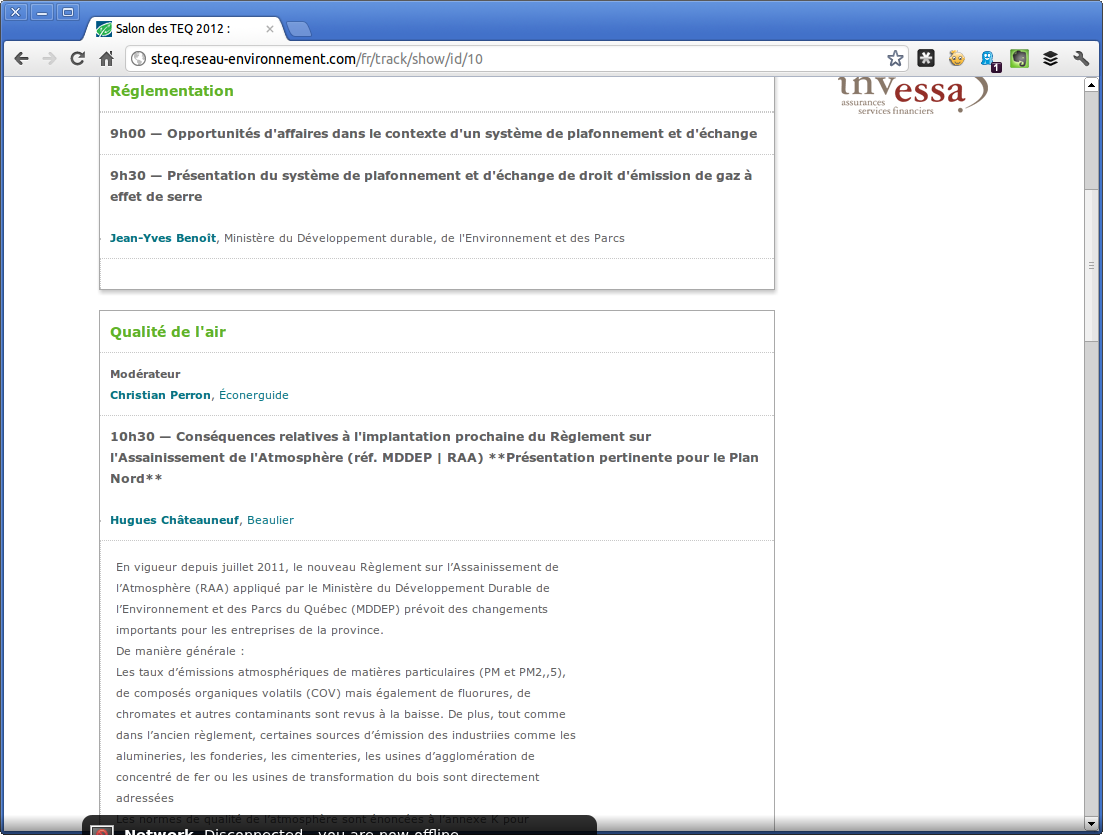 Salon des TEQ 2012 :
steq.reseau-environnement.com/fr/track/show/id/10
1
Réglementation
invessa
assurances
services financiers
9h00 — Opportunités d'affaires dans le contexte d'un système de plafonnement et d'échange
9h30 — Présentation du système de plafonnement et d'échange de droit d'émission de gaz à
effet de serre
Jean-Yves Benoît, Ministère du Développement durable, de l'Environnement et des Parcs
Qualité de l'air
Modérateur
Christian Perron, Éconerguide
10h30 — Conséquences relatives à l'implantation prochaine du Règlement sur
l'Assainissement de l'Atmosphère (réf. MDDEP | RAA) **Présentation pertinente pour le Plan
Nord**
Hugues Châteauneuf, Beaulier
En vigueur depuis juillet 2011, le nouveau Règlement sur l’Assainissement de
l’Atmosphère (RAA) appliqué par le Ministère du Développement Durable de
l’Environnement et des Parcs du Québec (MDDEP) prévoit des changements
importants pour les entreprises de la province.
De manière générale :
Les taux d’émissions atmosphériques de matières particulaires (PM et PM2,,5),
de composés organiques volatils (COV) mais également de fluorures, de
chromates et autres contaminants sont revus à la baisse. De plus, tout comme
dans l’ancien règlement, certaines sources d’émission des industriies comme les
alumineries, les fonderies, les cimenteries, les usines d’agglomération de
concentré de fer ou les usines de transformation du bois sont directement
adressées
Les normes de qualité de l’atmosphère sont énoncées à l’annexe K pour
Network Disconnected - you are now offline